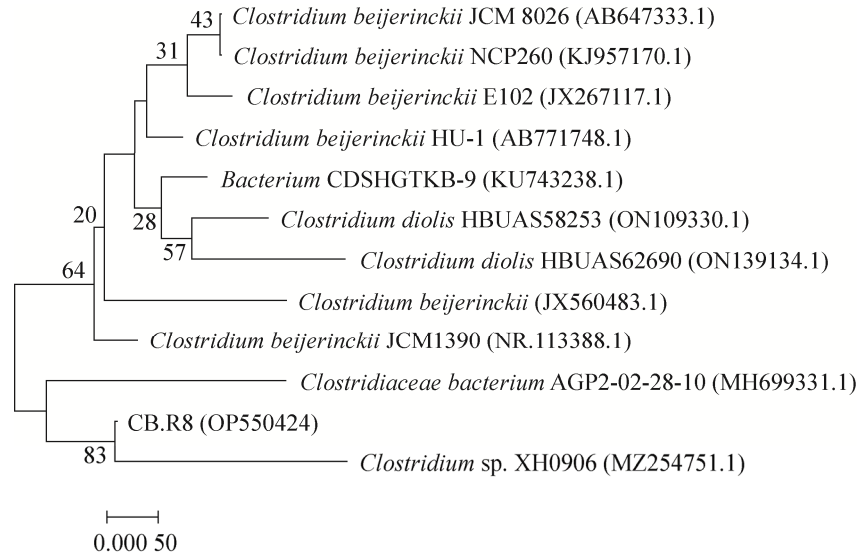 43
Clostridium beijerinckii JCM 8026 (AB647333.1)
31
Clostridium beijerinckii NCP260 (KJ957170.1)
Clostridium beijerinckii E102 (JX267117.1)
Clostridium beijerinckii HU-1 (AB771748.1)
Bacterium CDSHGTKB-9 (KU743238.1)
20
28
Clostridium diolis HBUAS58253 (ON109330.1)
57
Clostridium diolis HBUAS62690 (ON139134.1)
64
Clostridium beijerinckii (JX560483.1)
Clostridium beijerinckii JCM1390 (NR.113388.1)
Clostridiaceae bacterium AGP2-02-28-10 (MH699331.1)
CB.R8 (OP550424)
83
Clostridium sp. XH0906 (MZ254751.1)
0.000 50